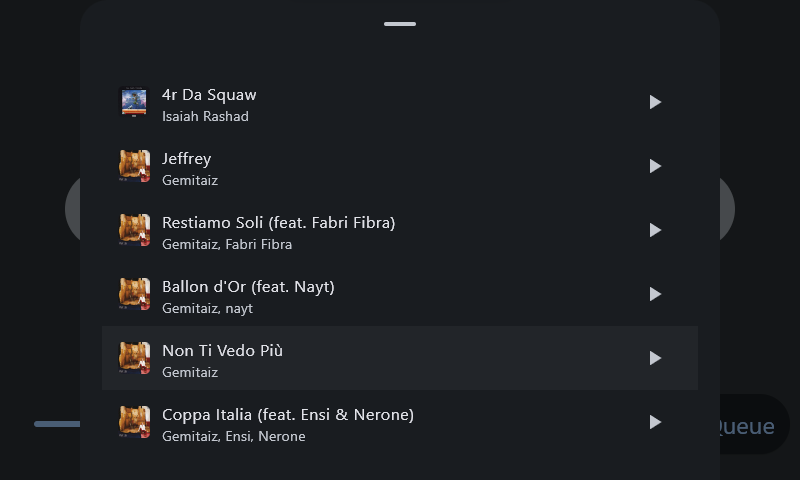 4r Da Squaw
Isaiah Rashad
Jeffrey
Gemitaiz
Restiamo Soli (feat. Fabri Fibra)
Gemitaiz, Fabri Fibra
Ballon d'Or (feat. Nayt)
Gemitaiz, nayt
Non Ti Vedo Più
Gemitaiz
Coppa Italia (feat. Ensi & Nerone)
Gemitaiz, Ensi, Nerone
Queue